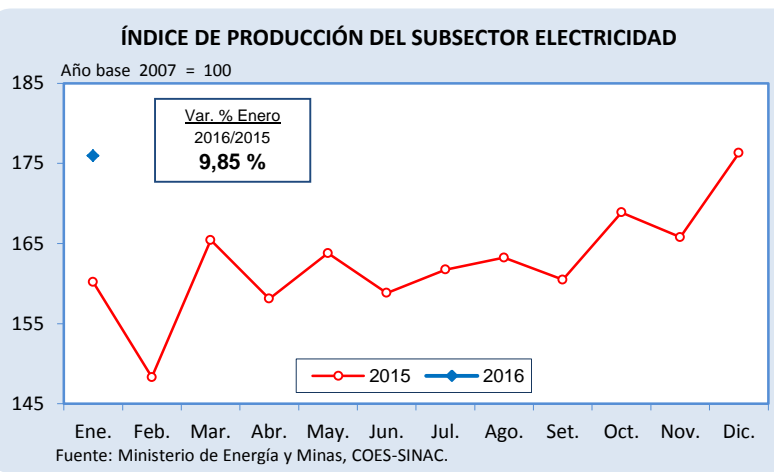 ÍNDICE DE PRODUCCIÓN DEL SUBSECTOR ELECTRICIDAD
Año base 2007 = 100
185
175
165
155
145
Var. % Enero
2016/2015
9,85 %
2015 2016
Ene. Feb. Mar. Abr. May. Jun. Jul. Ago. Set. Oct. Nov. Dic.
Fuente: Ministerio de Energía y Minas, COES-SINAC.